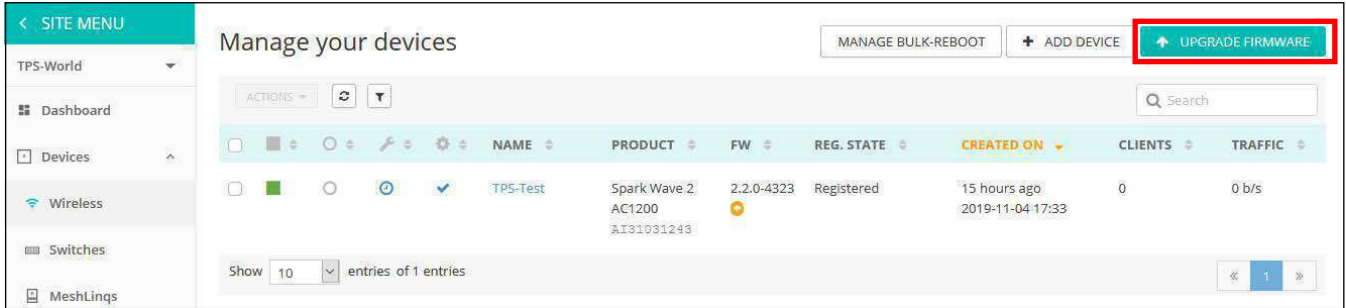 SITE MENU
TPS-World
Dashboard
Devices
Wireless
Switches
MeshLinqs
Manage your devices
MANAGE BULK-REBOOT
ADD DEVICE
UPGRADE FIRMWARE
ACTIONS
Search
NAME PRODUCT FW REG. STATE CREATED ON CLIENTS TRAFFIC
TPS-Test Spark Wave 2 2.2.0-4323 Registered 15 hours ago 0 0 b/s
AC1200 2019-11-04 17:33
AI31031243
Show 10 entries of 1 entries
« 1 »